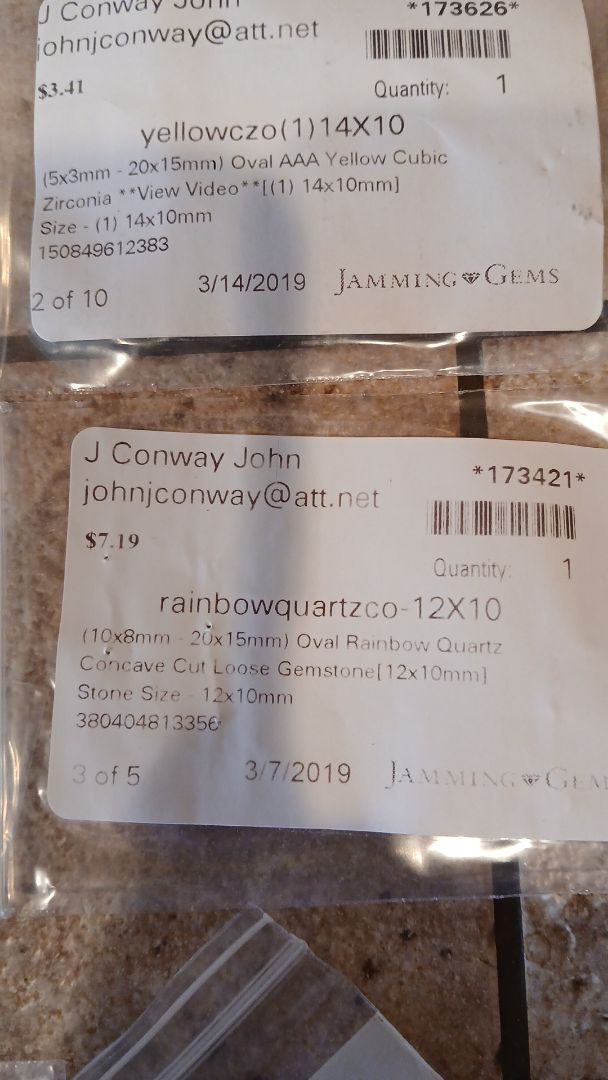 J Conway John
*173626*
johnjconway@att.net
$3.41
Quantity: 1
yellowczo(1)14X10
(5x3mm - 20x15mm) Oval AAA Yellow Cubic
Zirconia **View Video**[(1) 14x10mm]
Size - (1) 14x10mm
150849612383
2 of 10
3/14/2019
JAMMING GEMS
J Conway John
*173421*
johnjconway@att.net
$7.19
Quantity: 1
rainbowquartzco-12X10
(10x8mm - 20x15mm) Oval Rainbow Quartz
Concave Cut Loose Gemstone[12x10mm]
Stone Size - 12x10mm
380404813356
3 of 5
3/7/2019
JAMMING GEM